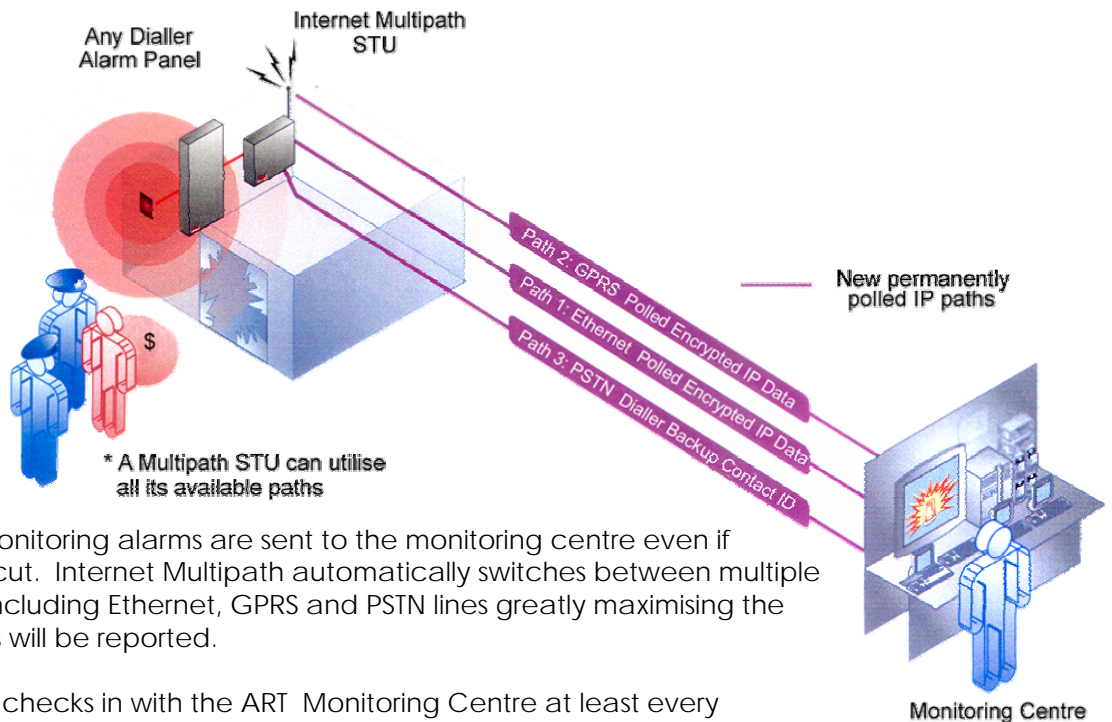 Internet Multipath
STU
Any Dialler
Alarm Panel
Path 2: GPRS Polled Encrypted IP Data
Path 1: Ethernet Polled Encrypted IP Data
Path 3: PSTN Dialler Backup Contact ID
New permanently
polled IP paths
$
* A Multipath STU can utilise
all its available paths
onitoring alarms are sent to the monitoring centre even if
cut. Internet Multipath automatically switches between multiple
ncluding Ethernet, GPRS and PSTN lines greatly maximising the
s will be reported.
checks in with the ART Monitoring Centre at least every
Monitoring Centre